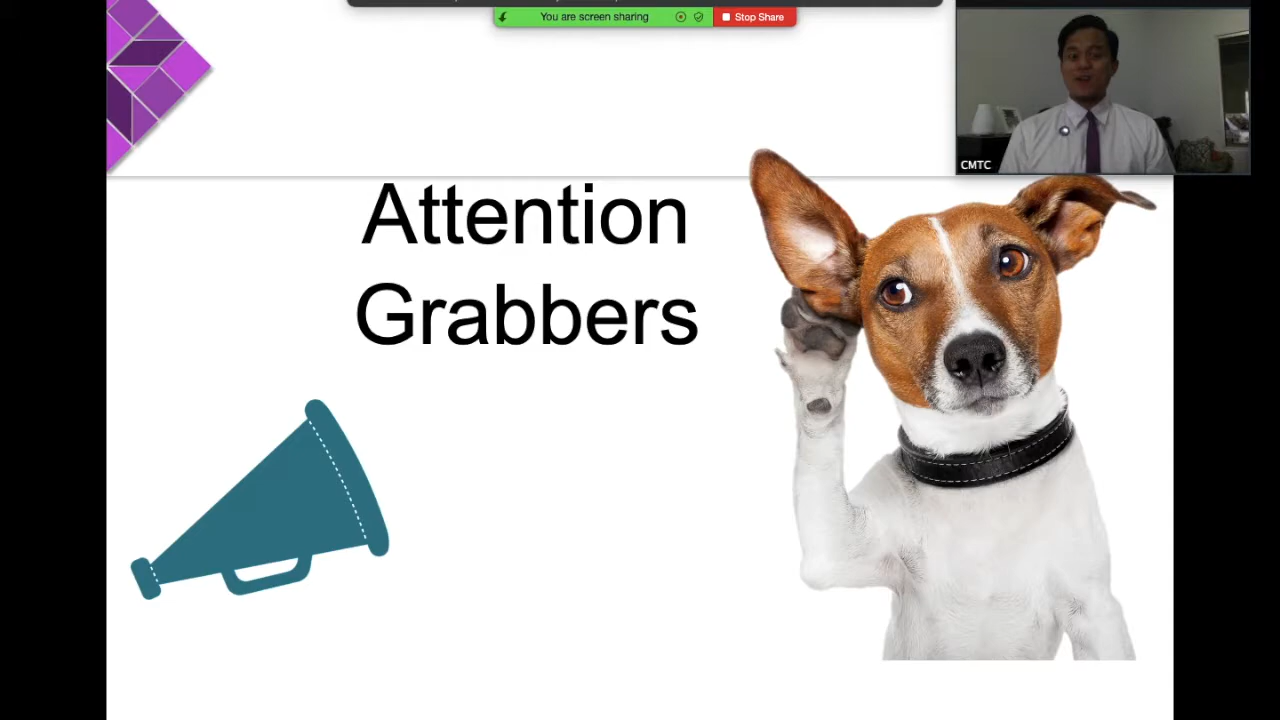 You are screen sharing
Stop Share
CMTC
Attention
Grabbers